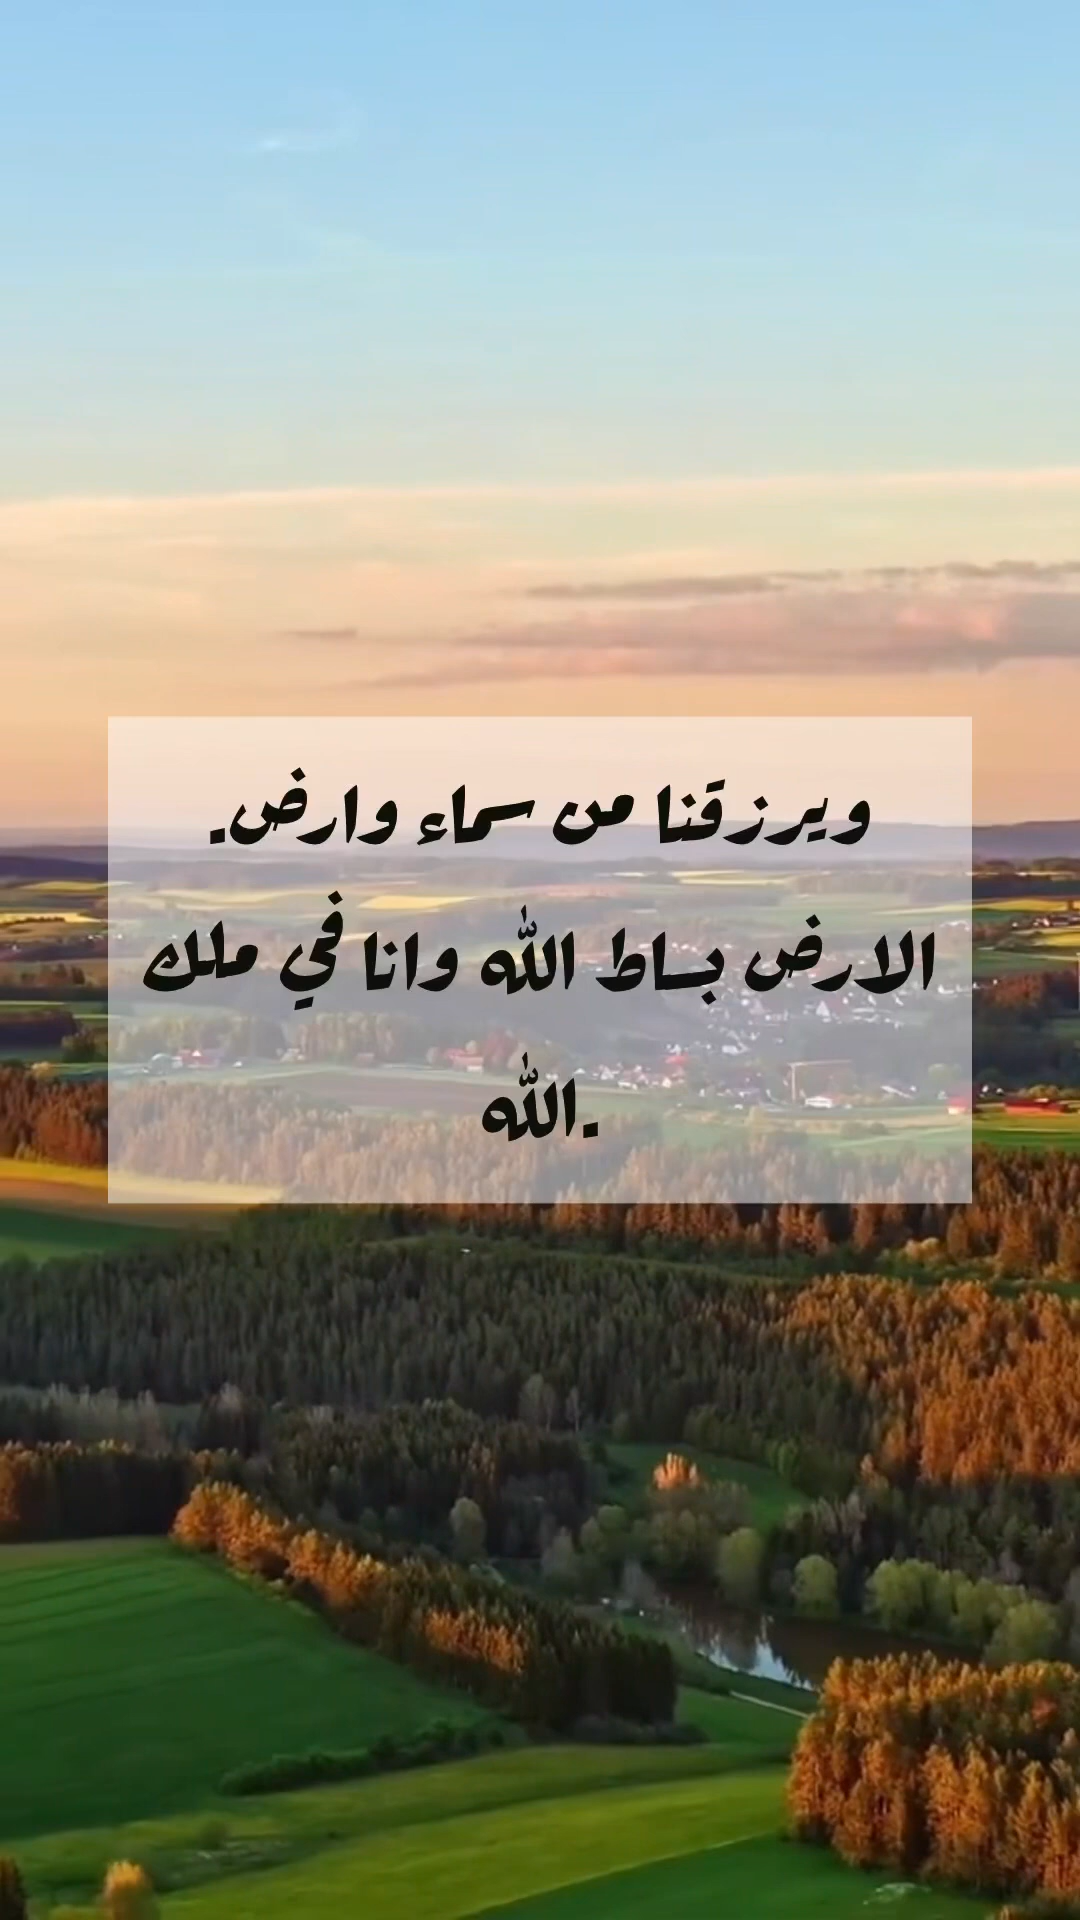 ويرزقنا من سماء وارض.
الارض بساط الله وانا في ملك
الله.